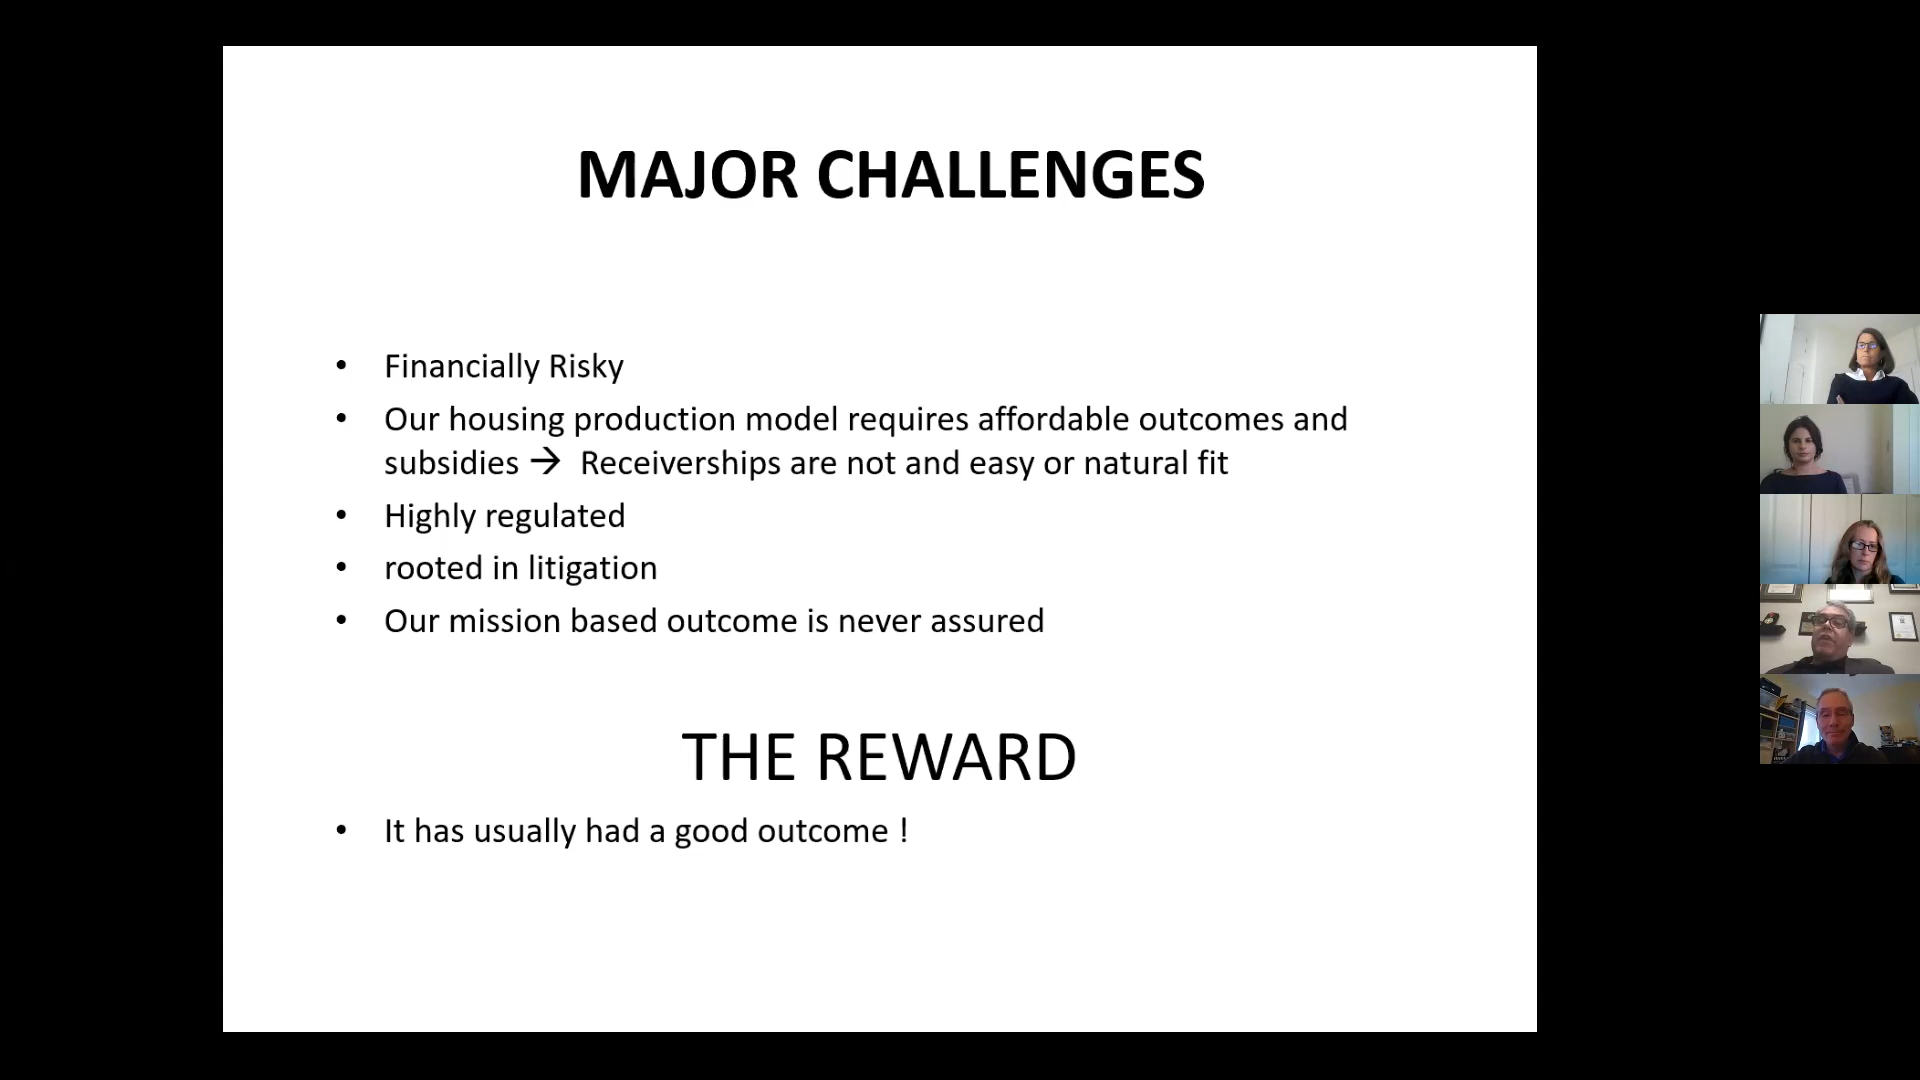 MAJOR CHALLENGES
• Financially Risky
• Our housing production model requires affordable outcomes and
subsidies → Receiverships are not and easy or natural fit
• Highly regulated
• rooted in litigation
• Our mission based outcome is never assured
THE REWARD
• It has usually had a good outcome !